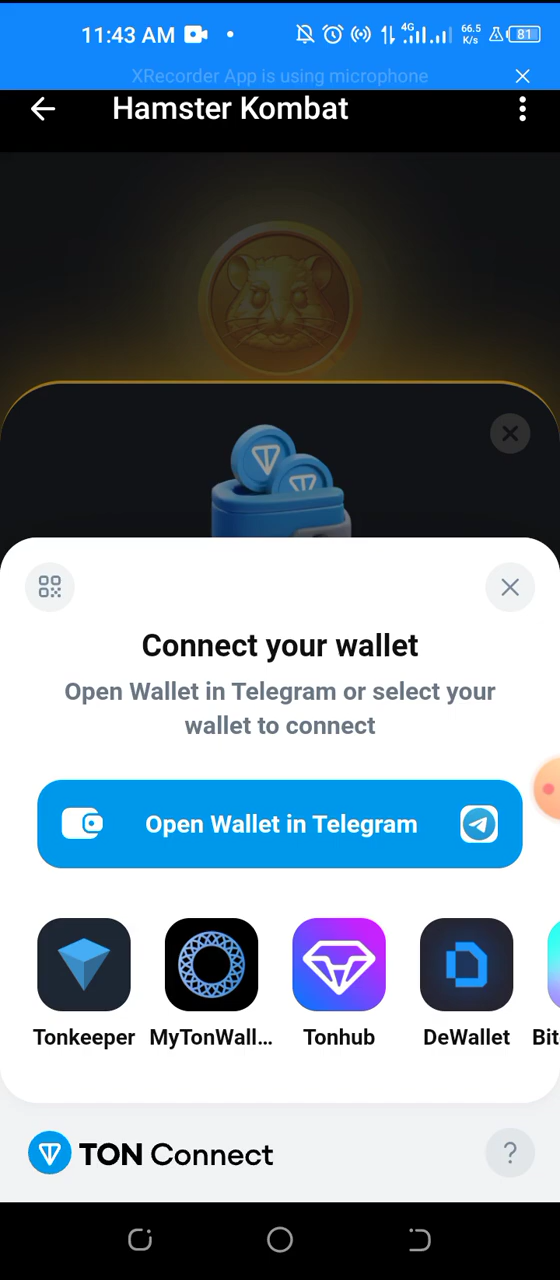 11:43 AM
4G
66.5
K/s
81
XRecorder App is using microphone
Hamster Kombat
Connect your wallet
Open Wallet in Telegram or select your
wallet to connect
Open Wallet in Telegram
Tonkeeper MyTonWall... Tonhub DeWallet Bit
TON Connect
?